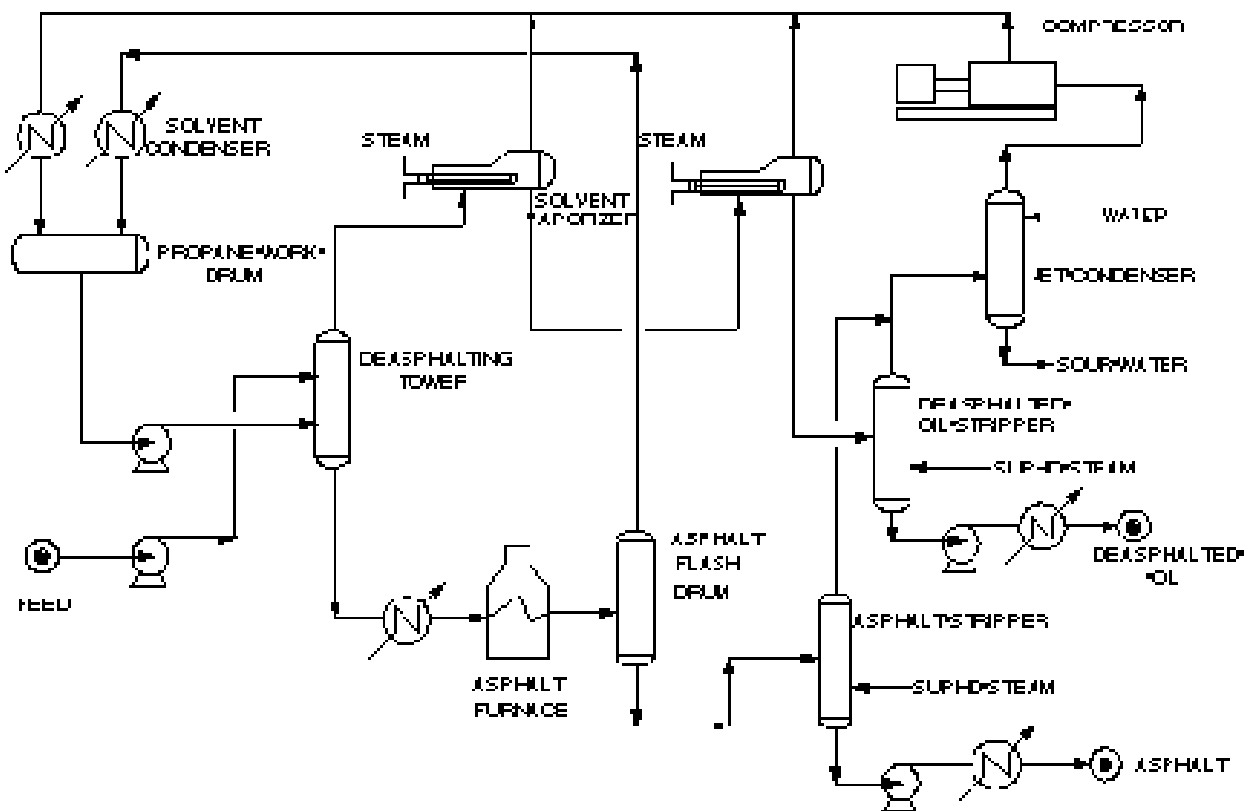 COMPRESSOR
SOLVENT
CONDENSER
STEAM
STEAM
SOLVENT
VAPORIZER
WATER
PROPANE•WORK•
DRUM
JET•CONDENSER
DEASPHALTING
TOWER
SOUR•WATER
DEASPHALTED•
OIL•STRIPPER
SUPHD•STEAM
ASPHALT
FLASH
DRUM
DEASPHALTED•
•OIL
FEED
ASPHALT•STRIPPER
ASPHALT
FURNACE
SUPHD•STEAM
ASPHALT